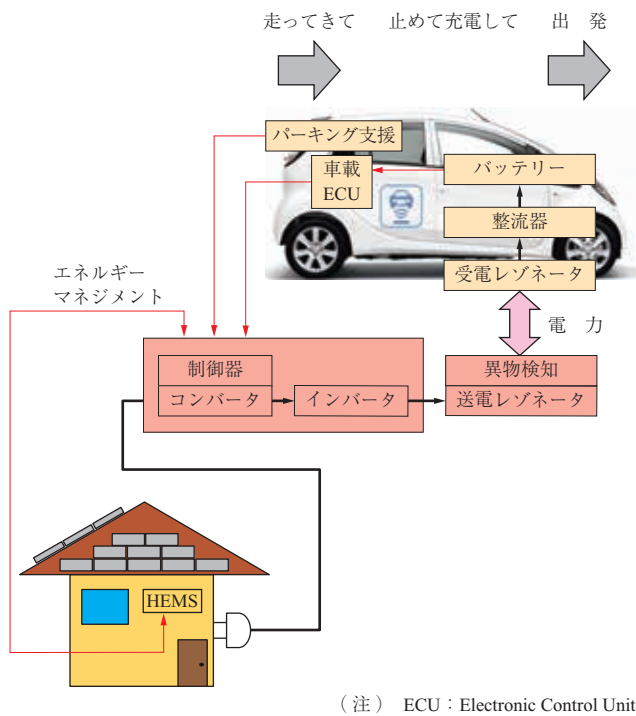 走ってきて 止めて充電して 出 発
パーキング支援
車載
ECU
バッテリー
整流器
受電レゾネータ
エネルギー
マネジメント
電 力
制御器
コンバータ
インバータ
異物検知
送電レゾネータ
HEMS
(注) ECU:Electronic Control Unit